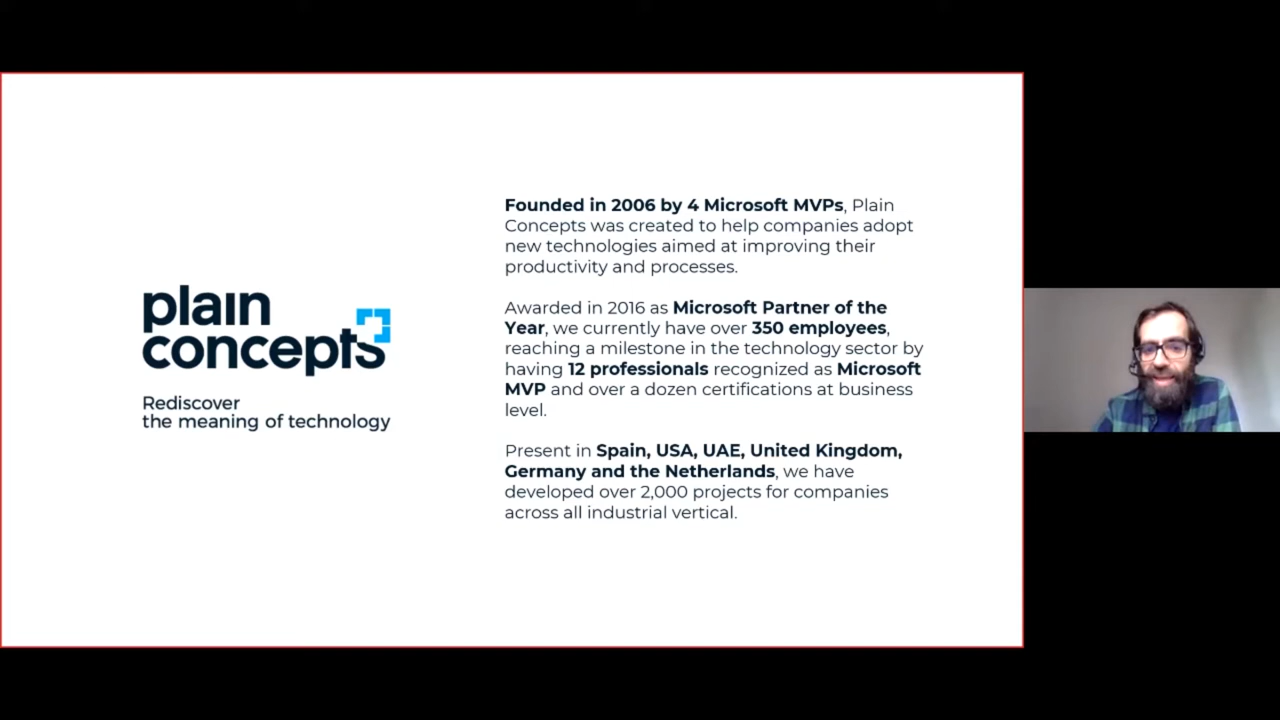 plain
concepts
Rediscover
the meaning of technology
Founded in 2006 by 4 Microsoft MVPs, Plain
Concepts was created to help companies adopt
new technologies aimed at improving their
productivity and processes.
Awarded in 2016 as Microsoft Partner of the
Year, we currently have over 350 employees,
reaching a milestone in the technology sector by
having 12 professionals recognized as Microsoft
MVP and over a dozen certifications at business
level.
Present in Spain, USA, UAE, United Kingdom,
Germany and the Netherlands, we have
developed over 2,000 projects for companies
across all industrial vertical.